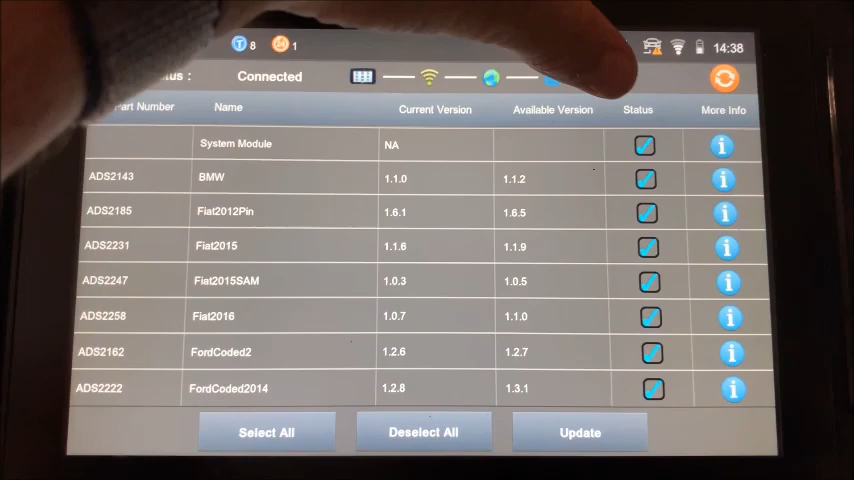 T 8 1 14:38
tus : Connected
Part Number Name Current Version Available Version Status More Info
System Module NA
ADS2143 BMW 1.1.0 1.1.2
ADS2185 Fiat2012Pin 1.6.1 1.6.5
ADS2231 Fiat2015 1.1.6 1.1.9
ADS2247 Fiat2015SAM 1.0.3 1.0.5
ADS2258 Fiat2016 1.0.7 1.1.0
ADS2162 FordCoded2 1.2.6 1.2.7
ADS2222 FordCoded2014 1.2.8 1.3.1
Select All Deselect All Update